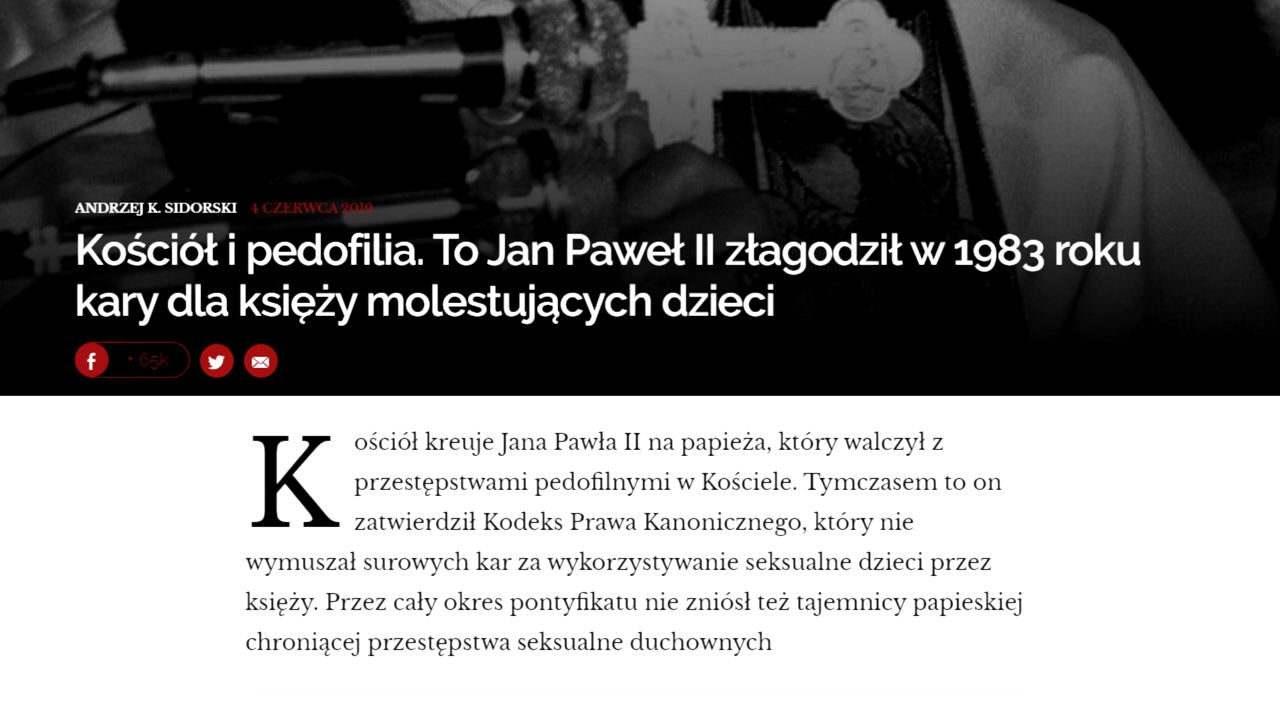 ANDRZEJ K. SIDORSKI 4 CZERWCA 2019
Kościół i pedofilia. To Jan Paweł II złagodził w 1983 roku
kary dla księży molestujących dzieci
+ 65k
Kościół kreuje Jana Pawła II na papieża, który walczył z
przestępstwami pedofilnymi w Kościele. Tymczasem to on
zatwierdził Kodeks Prawa Kanonicznego, który nie
wymuszał surowych kar za wykorzystywanie seksualne dzieci przez
księży. Przez cały okres pontyfikatu nie zniósł też tajemnicy papieskiej
chroniącej przestępstwa seksualne duchownych